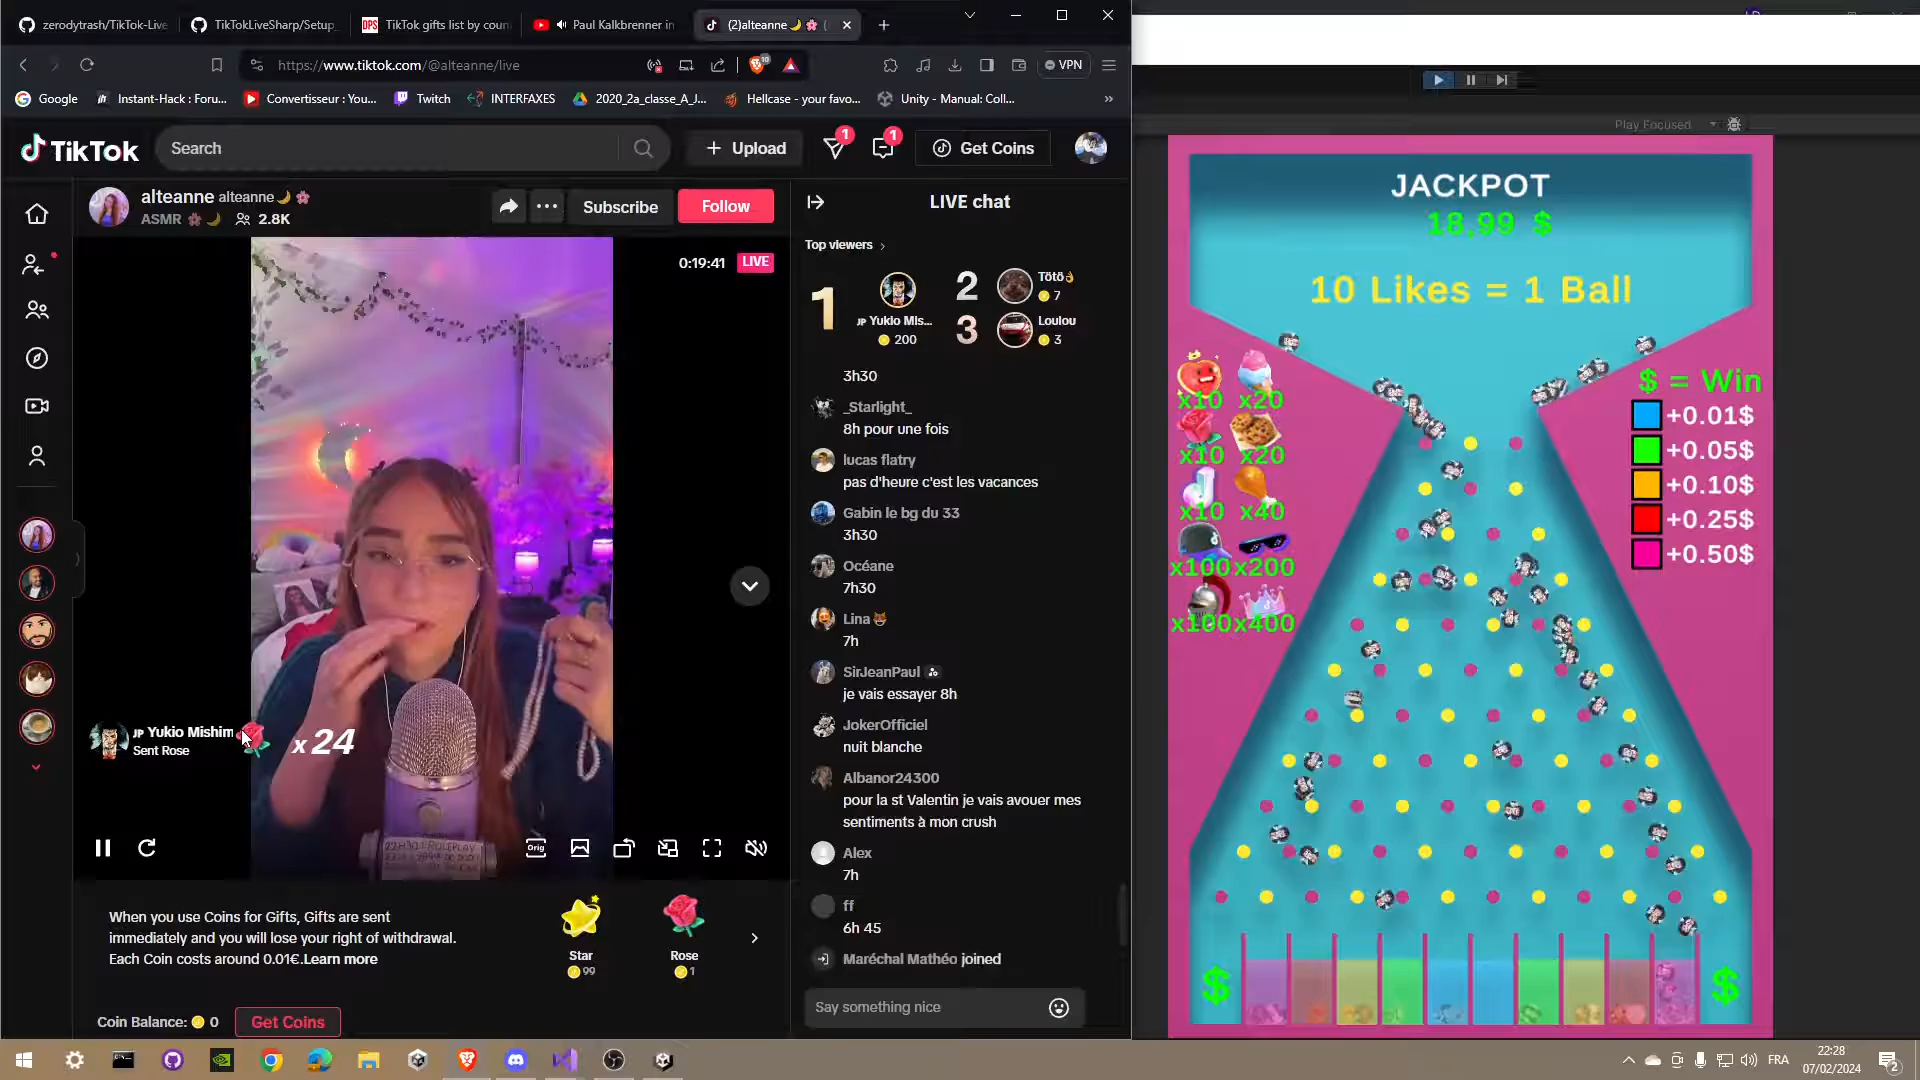 zerodytrash/TikTok-Live
TikTokLiveSharp/Setup
TikTok gifts list by coun
Paul Kalkbrenner in
(2)alteanne🌙🌸 (
https://www.tiktok.com/@alteanne/live
10
VPN
Google
Instant-Hack : Foru...
Convertisseur : You...
Twitch
INTERFAXES
2020_2a_classe_A_J...
Hellcase - your favo...
Unity - Manual: Coll...
TikTok
Search
Upload
1
1
Get Coins
alteanne alteanne🌙🌸
ASMR 🌸🌙 2.8K
Subscribe
Follow
0:19:41 LIVE
JP Yukio Mishim
Sent Rose
x 24
Orig
When you use Coins for Gifts, Gifts are sent
immediately and you will lose your right of withdrawal.
Each Coin costs around 0.01€.Learn more
Star
99
Rose
1
Coin Balance: 0
Get Coins
LIVE chat
Top viewers
1
JP Yukio Mis...
200
2
Tötö👌
7
3
Loulou
3
3h30
_Starlight_
8h pour une fois
lucas flatry
pas d'heure c'est les vacances
Gabin le bg du 33
3h30
Océane
7h30
Lina😻
7h
SirJeanPaul
je vais essayer 8h
JokerOfficiel
nuit blanche
Albanor24300
pour la st Valentin je vais avouer mes
sentiments à mon crush
Alex
7h
ff
6h 45
Maréchal Mathéo joined
Say something nice
Play Focused
JACKPOT
18,99 $
10 Likes = 1 Ball
x10 x20
x10 x20
x10 x40
x100 x200
x100 x400
$ = Win
+0.01$
+0.05$
+0.10$
+0.25$
+0.50$
$
$
FRA
22:28
07/02/2024
2